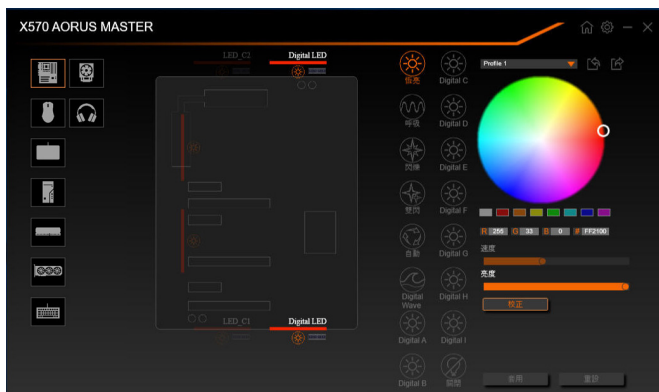 X570 AORUS MASTER
LED_C2
Digital LED
恆亮
Digital C
呼吸
Digital D
閃爍
Digital E
雙閃
Digital F
自動
Digital G
Digital Wave
Digital H
Digital A
Digital I
Digital B
關閉
Profile 1
R 255 G 33 B 0 # FF2100
速度
亮度
校正
LED_C1
Digital LED
套用
重設